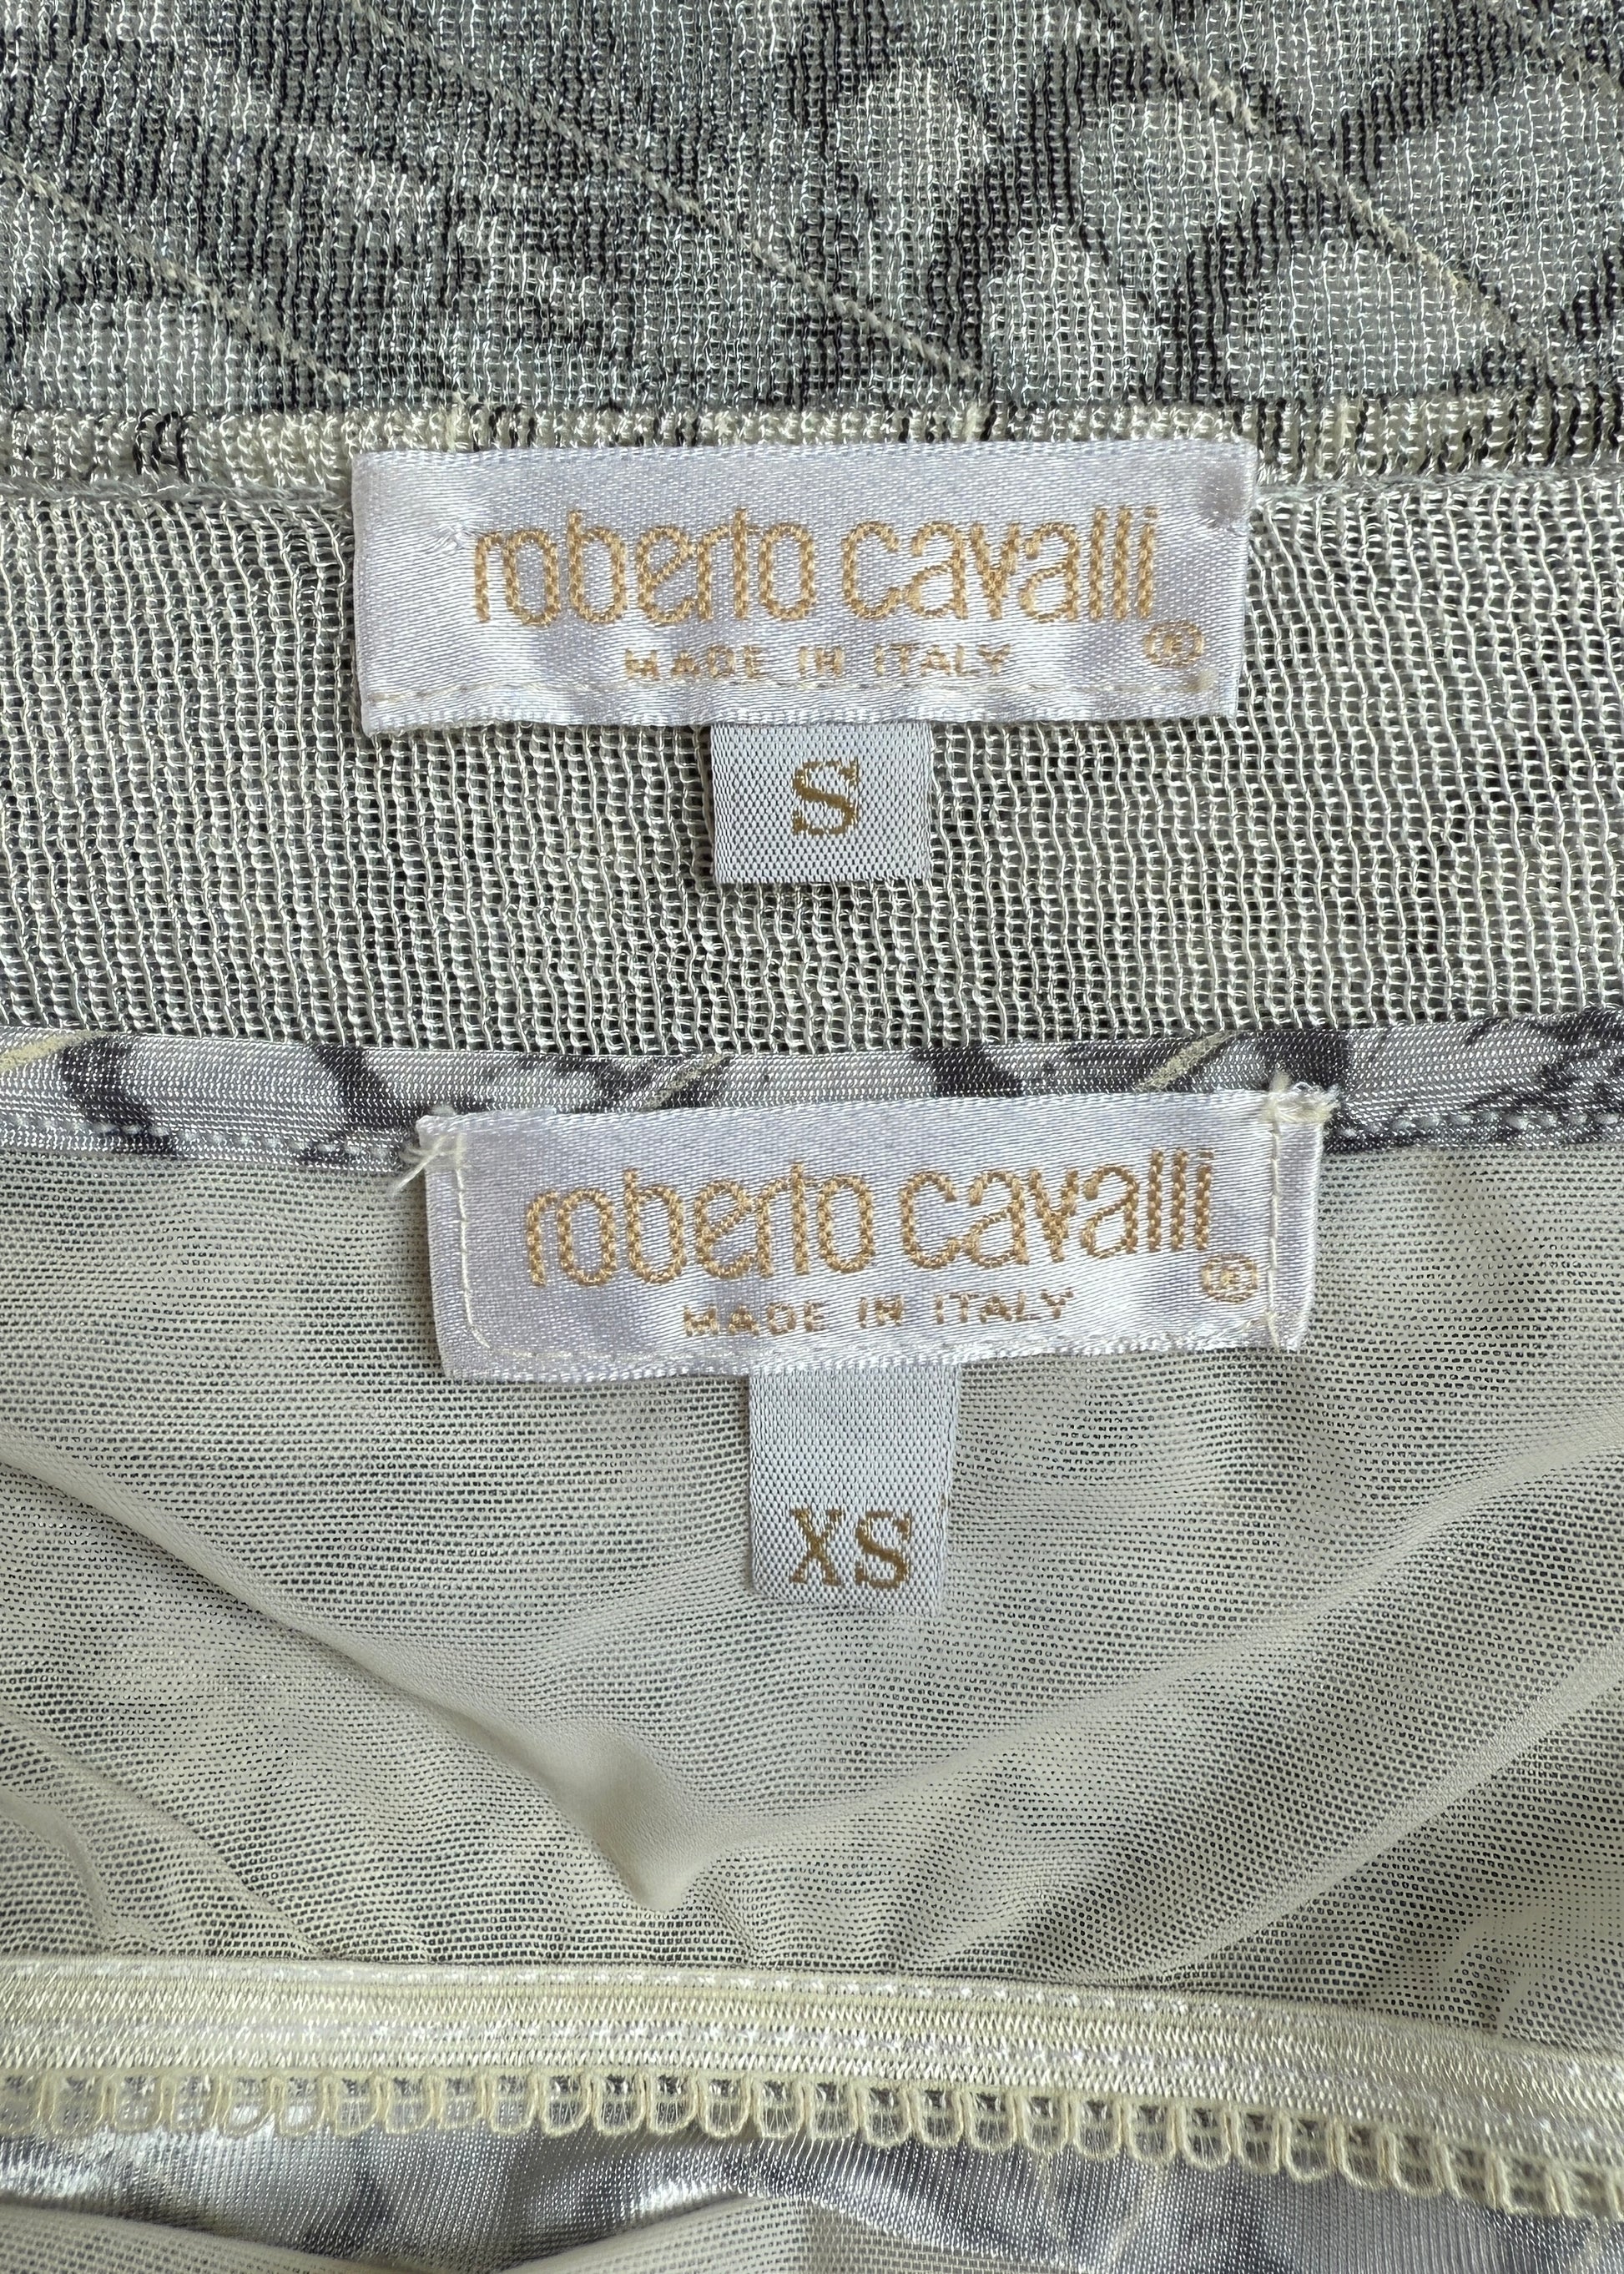 roberto cavalli
MADE IN ITALY ®
S
roberto cavalli
MADE IN ITALY ®
XS